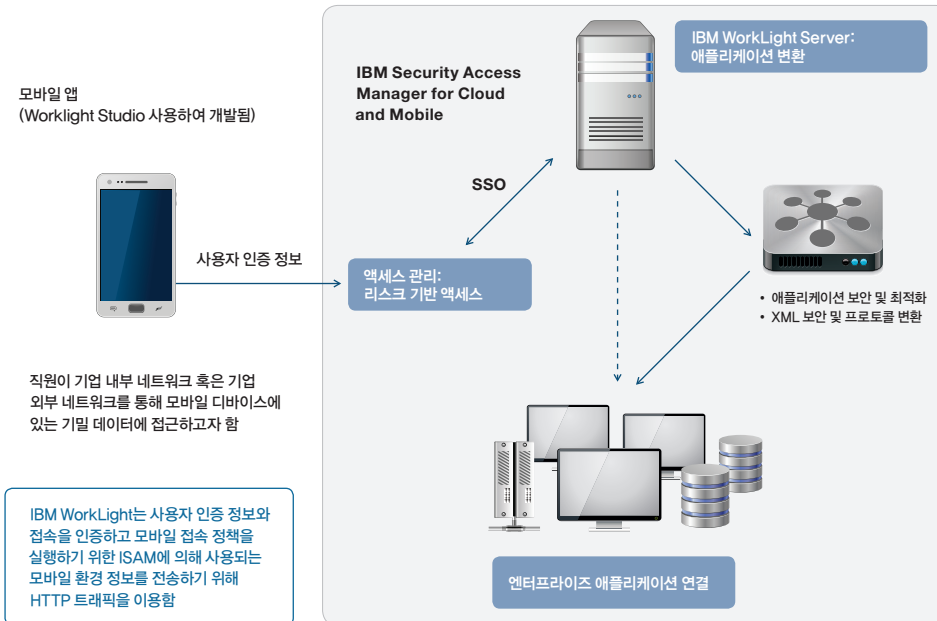 IBM WorkLight Server:
애플리케이션 변환
IBM Security Access
Manager for Cloud
and Mobile
모바일 앱
(Worklight Studio 사용하여 개발됨)
SSO
사용자 인증 정보
액세스 관리:
리스크 기반 액세스
• 애플리케이션 보안 및 최적화
• XML 보안 및 프로토콜 변환
직원이 기업 내부 네트워크 혹은 기업
외부 네트워크를 통해 모바일 디바이스에
있는 기밀 데이터에 접근하고자 함
IBM WorkLight는 사용자 인증 정보와
접속을 인증하고 모바일 접속 정책을
실행하기 위한 ISAM에 의해 사용되는
모바일 환경 정보를 전송하기 위해
HTTP 트래픽을 이용함
엔터프라이즈 애플리케이션 연결